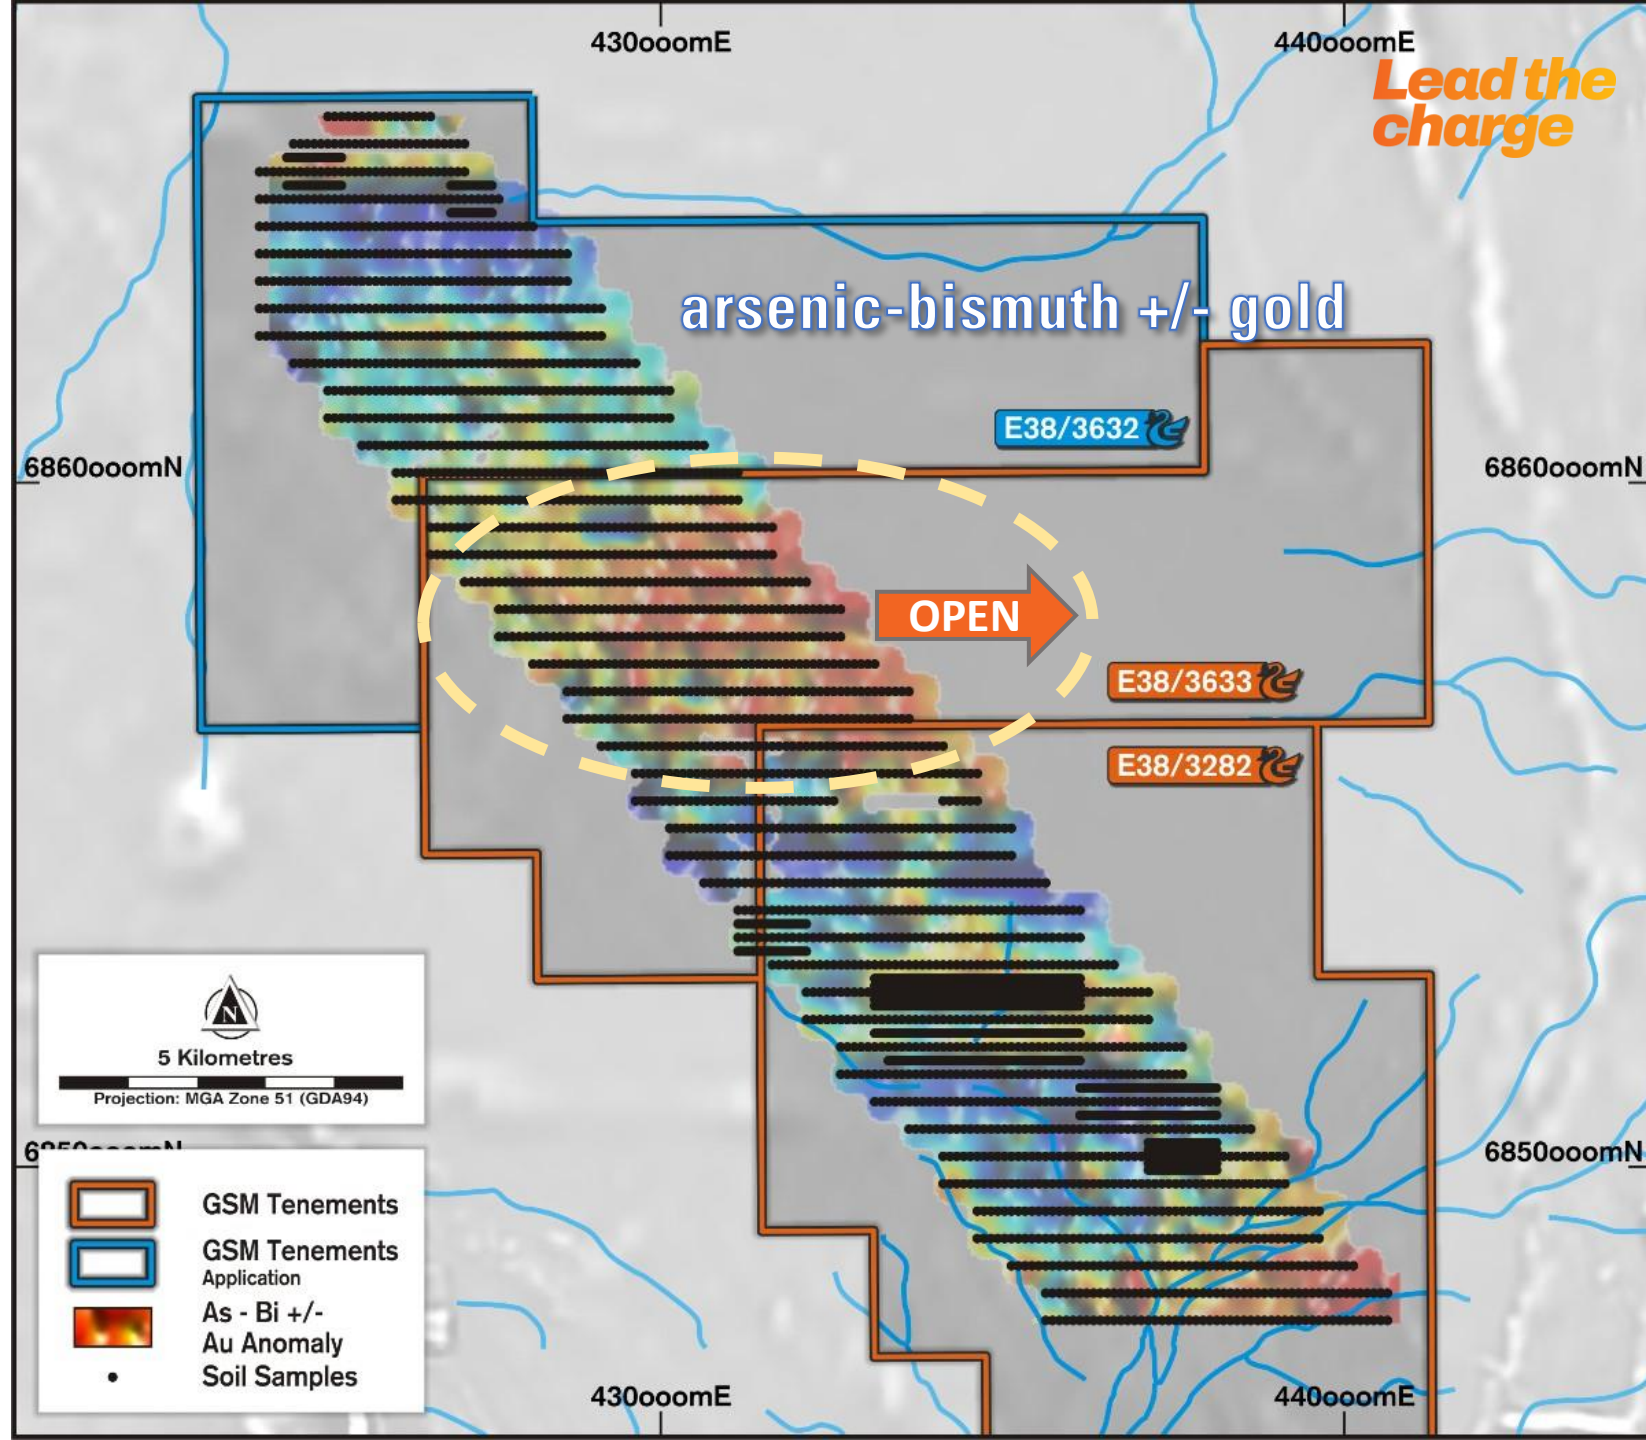 430000mE
440000mE
Lead the
charge
arsenic-bismuth +/- gold
E38/3632
6860000mN
6860000mN
OPEN
E38/3633
E38/3282
N
5 Kilometres
Projection: MGA Zone 51 (GDA94)
6850000mN
6850000mN
GSM Tenements
GSM Tenements
Application
As - Bi +/-
Au Anomaly
Soil Samples
430000mE
440000mE